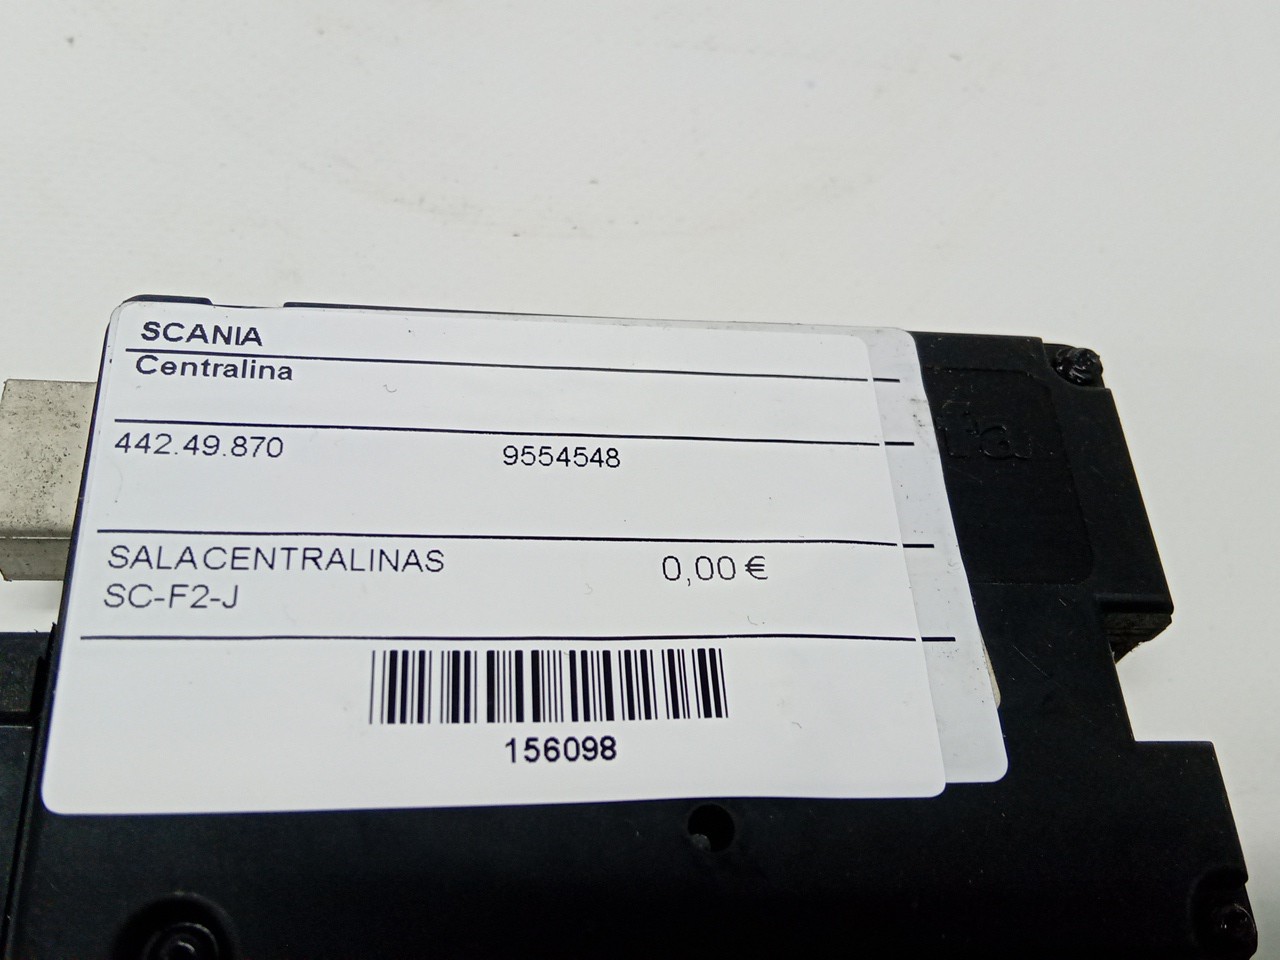 SCANIA
Centralina
442.49.870 9554548
SALACENTRALINAS 0,00 €
SC-F2-J
156098